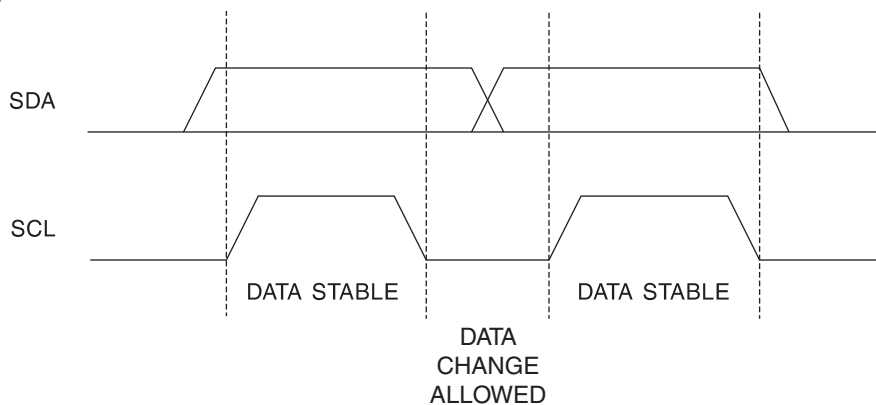 SDA
SCL
DATA STABLE
DATA STABLE
DATA
CHANGE
ALLOWED